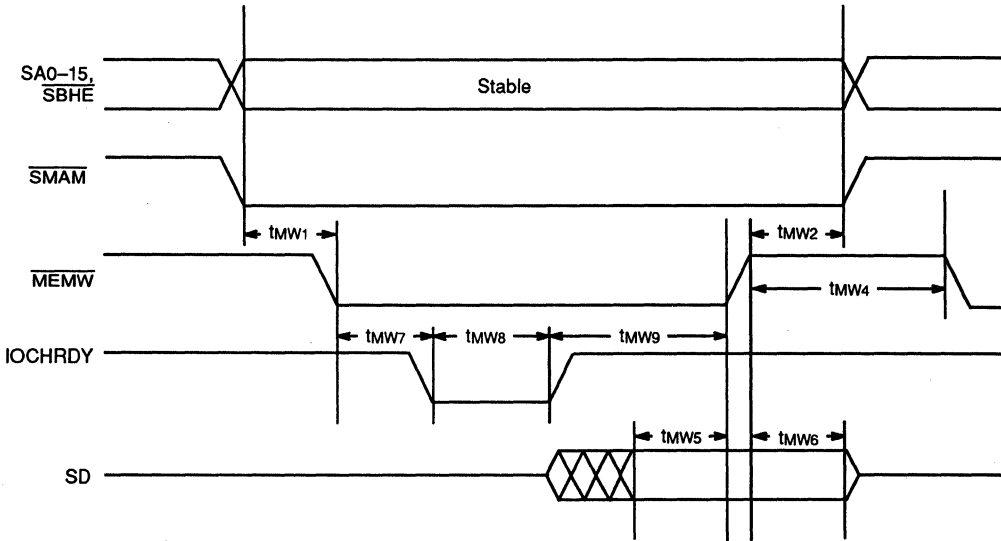 SA0–15,
SBHE
Stable
SMAM
tMW1
tMW2
MEMW
tMW4
tMW7
tMW8
tMW9
IOCHRDY
tMW5
tMW6
SD